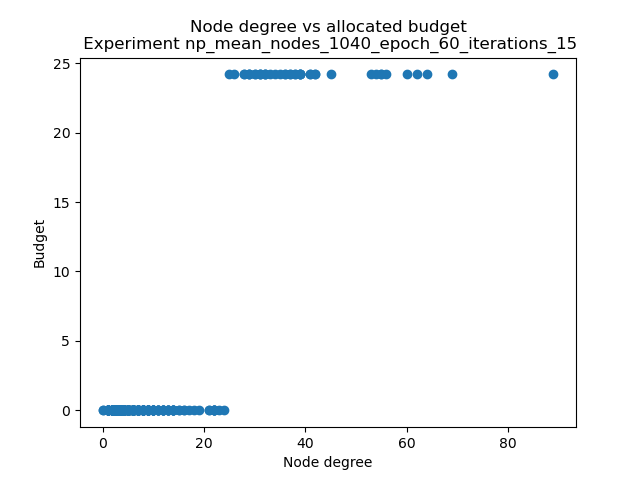 Node degree vs allocated budget
Experiment np_mean_nodes_1040_epoch_60_iterations_15
25
20
15
10
5
0
Budget
0 20 40 60 80
Node degree